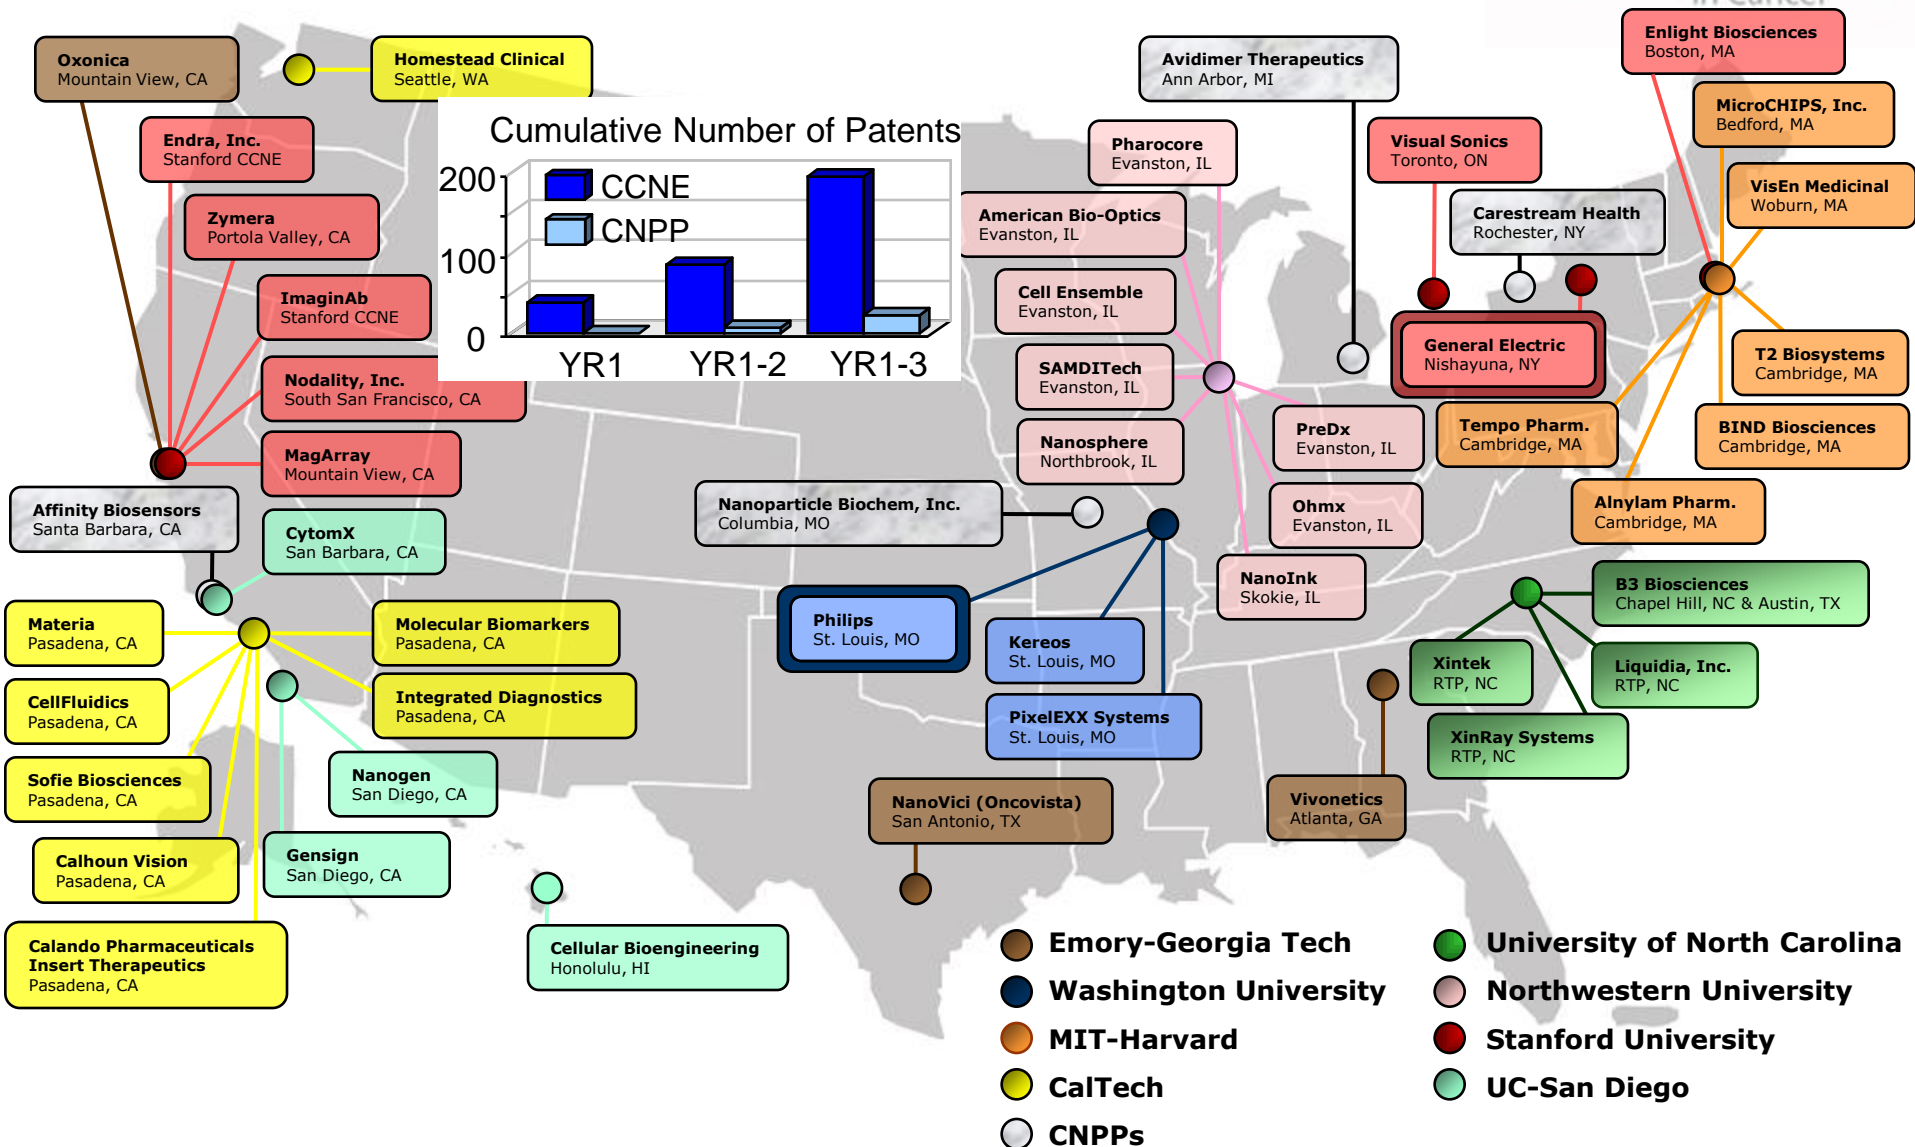 in Cancer
Oxonica
Mountain View, CA
Homestead Clinical
Seattle, WA
Avidimer Therapeutics
Ann Arbor, MI
Enlight Biosciences
Boston, MA
MicroCHIPS, Inc.
Bedford, MA
Endra, Inc.
Stanford CCNE
Cumulative Number of Patents
200
100
0
CCNE
CNPP
YR1
YR1-2
YR1-3
Pharocore
Evanston, IL
Visual Sonics
Toronto, ON
VisEn Medicinal
Woburn, MA
Zymera
Portola Valley, CA
American Bio-Optics
Evanston, IL
Carestream Health
Rochester, NY
ImaginAb
Stanford CCNE
Cell Ensemble
Evanston, IL
General Electric
Nishayuna, NY
T2 Biosystems
Cambridge, MA
Nodality, Inc.
South San Francisco, CA
SAMDITech
Evanston, IL
PreDx
Evanston, IL
Tempo Pharm.
Cambridge, MA
BIND Biosciences
Cambridge, MA
MagArray
Mountain View, CA
Nanosphere
Northbrook, IL
Affinity Biosensors
Santa Barbara, CA
CytomX
San Barbara, CA
Nanoparticle Biochem, Inc.
Columbia, MO
Ohmx
Evanston, IL
Alnylam Pharm.
Cambridge, MA
NanoInk
Skokie, IL
B3 Biosciences
Chapel Hill, NC & Austin, TX
Materia
Pasadena, CA
Molecular Biomarkers
Pasadena, CA
Philips
St. Louis, MO
Kereos
St. Louis, MO
Xintek
RTP, NC
Liquidia, Inc.
RTP, NC
CellFluidics
Pasadena, CA
Integrated Diagnostics
Pasadena, CA
PixelEXX Systems
St. Louis, MO
XinRay Systems
RTP, NC
Sofie Biosciences
Pasadena, CA
Nanogen
San Diego, CA
NanoVici (Oncovista)
San Antonio, TX
Vivonetics
Atlanta, GA
Calhoun Vision
Pasadena, CA
Gensign
San Diego, CA
Calando Pharmaceuticals
Insert Therapeutics
Pasadena, CA
Cellular Bioengineering
Honolulu, HI
Emory-Georgia Tech
Washington University
MIT-Harvard
CalTech
CNPPs
University of North Carolina
Northwestern University
Stanford University
UC-San Diego